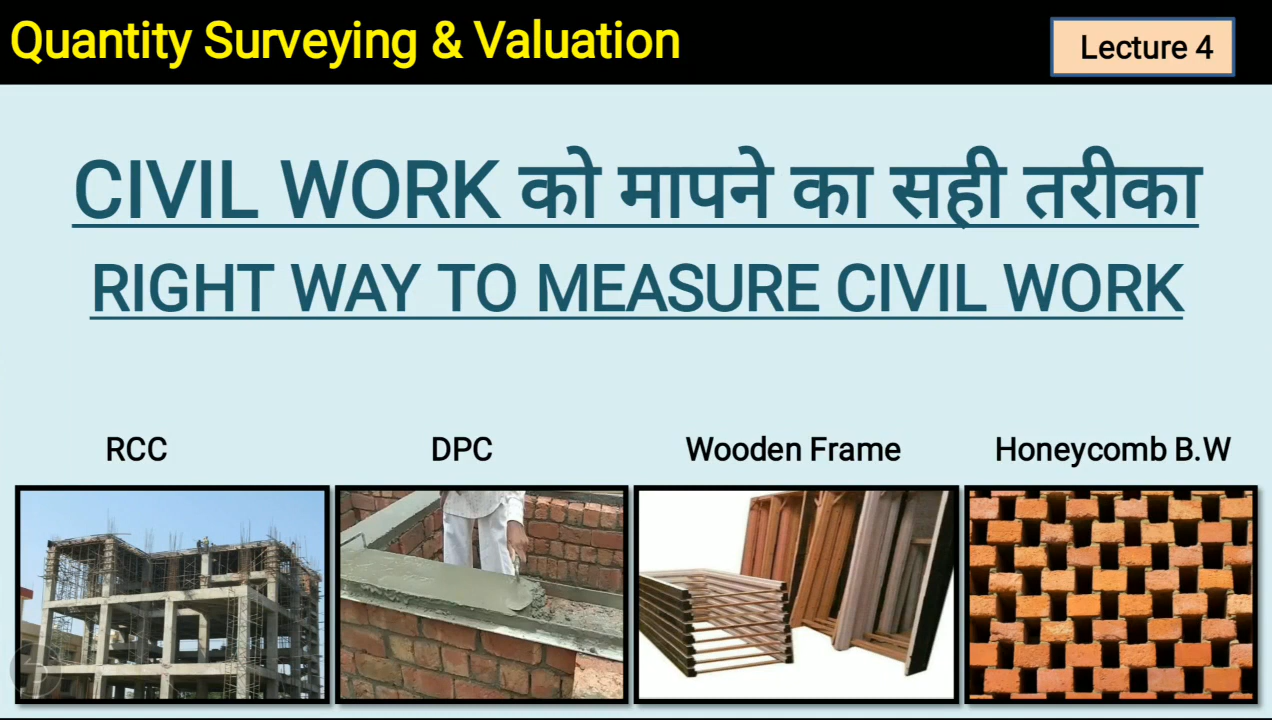 Quantity Surveying & Valuation
Lecture 4
CIVIL WORK को मापने का सही तरीका
RIGHT WAY TO MEASURE CIVIL WORK
RCC
DPC
Wooden Frame
Honeycomb B.W